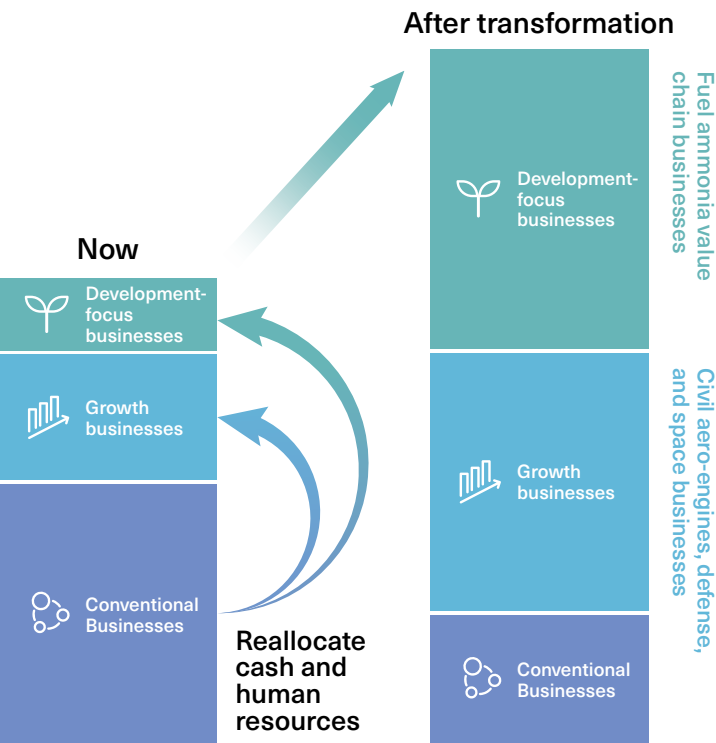 After transformation
Now
Development-
focus
businesses
Growth
businesses
Conventional
Businesses
Reallocate
cash and
human
resources
Development-
focus
businesses
Growth
businesses
Conventional
Businesses
Fuel ammonia value
chain businesses
Civil aero-engines, defense,
and space businesses